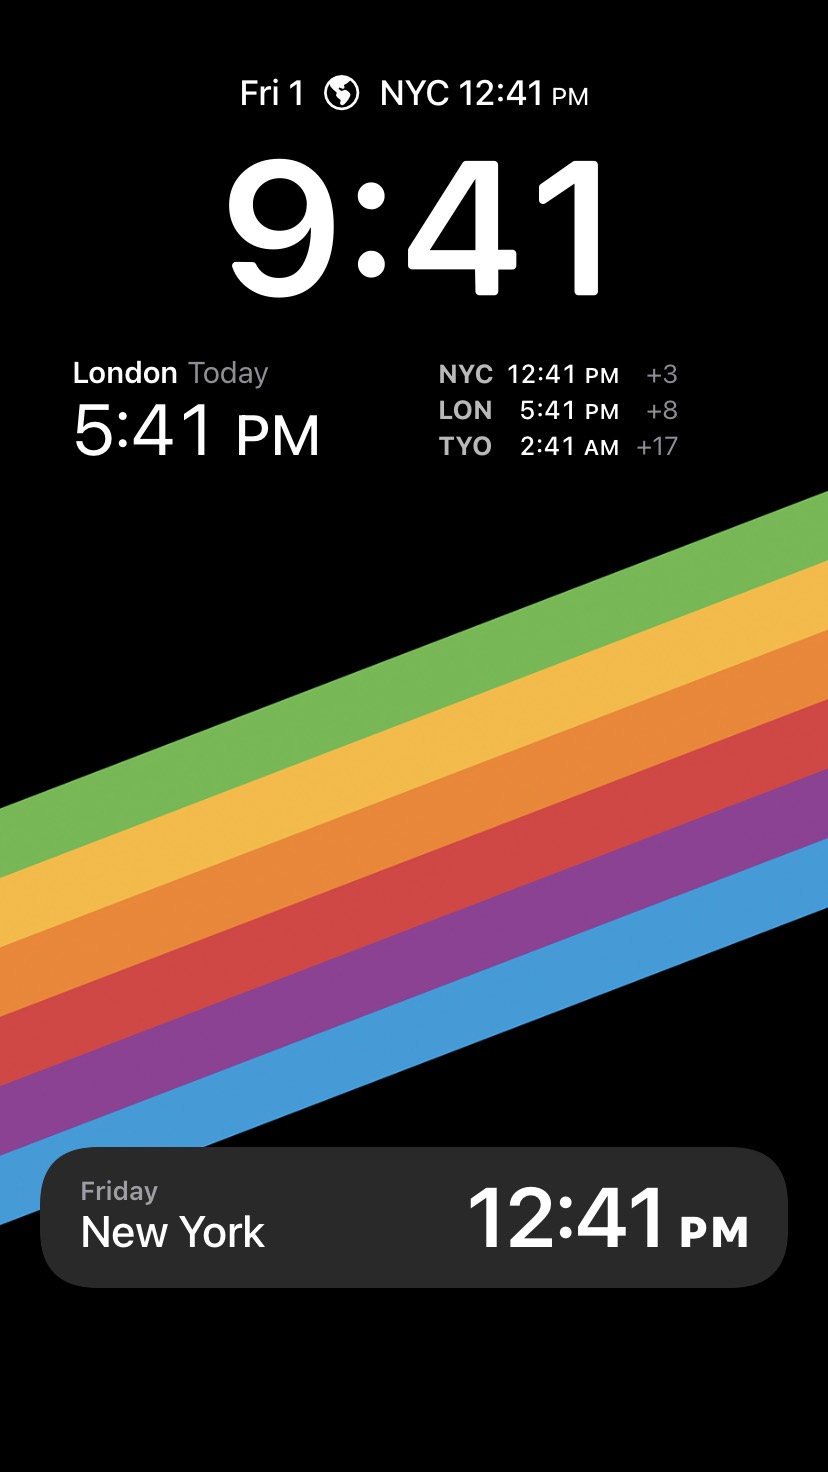 Fri 1 NYC 12:41 PM
9:41
London Today
5:41 PM
NYC 12:41 PM +3
LON 5:41 PM +8
TYO 2:41 AM +17
Friday
New York
12:41 PM